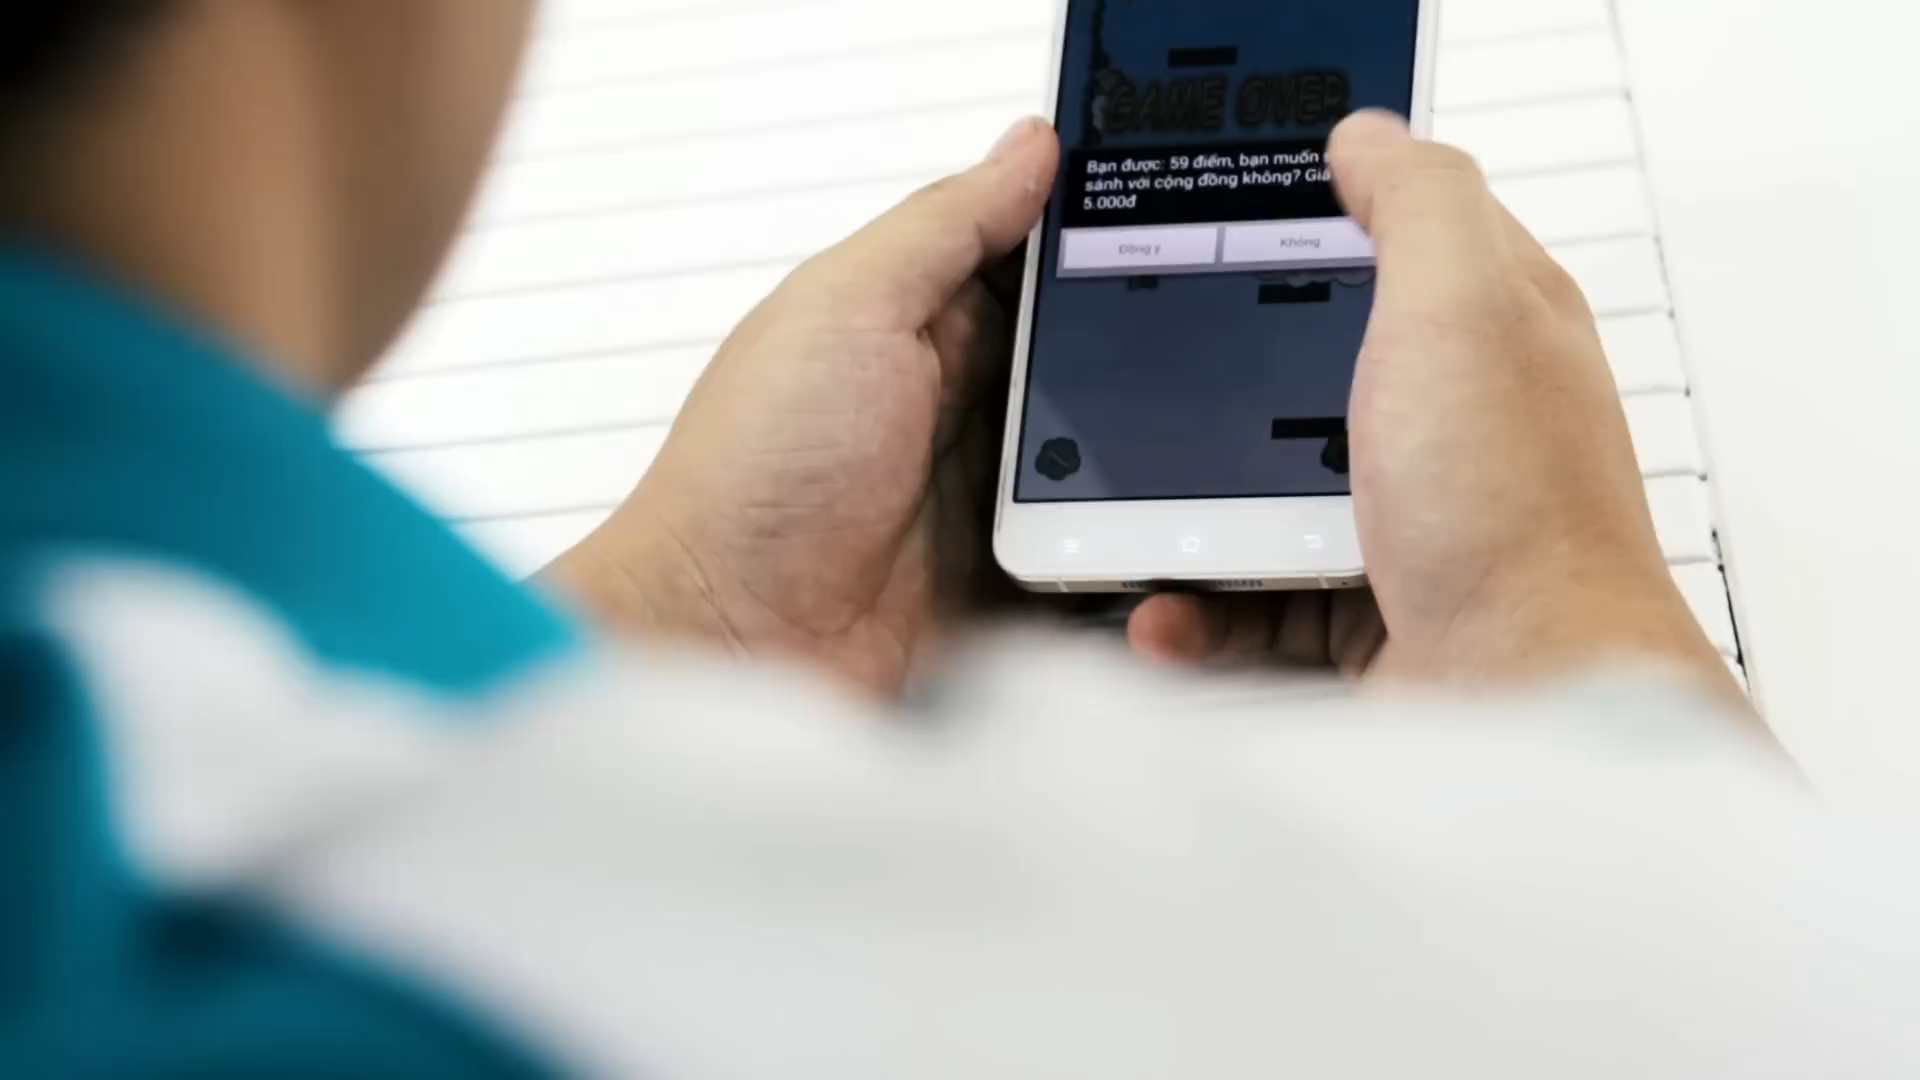 GAME OVER
Bạn được: 59 điểm, bạn muốn
sánh với cộng đồng không? Giá
5.000đ
Đồng ý
Không